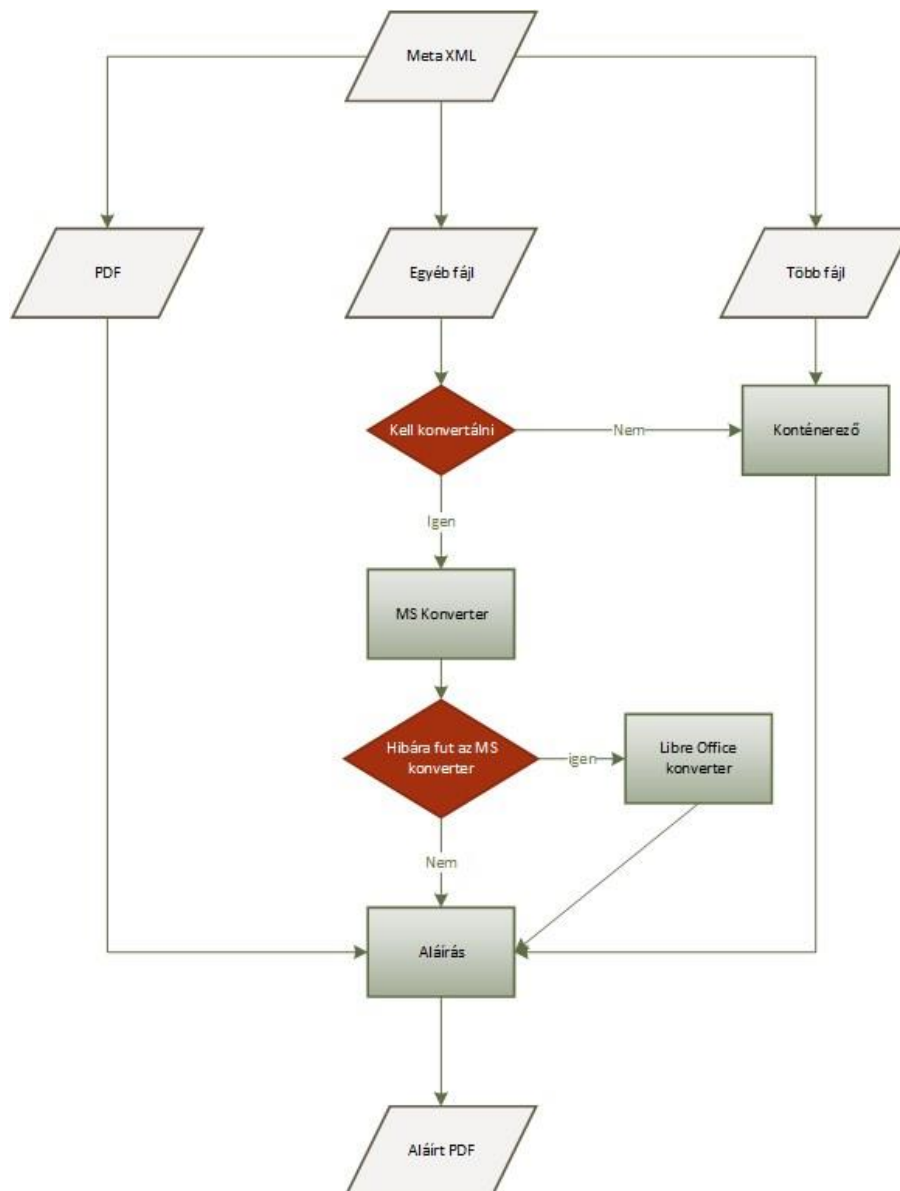 Meta XML
PDF
Egyéb fájl
Több fájl
Kell konvertálni
Nem
Konténerező
Igen
MS Konverter
Hibára fut az MS
konverter
igen
Libre Office
konverter
Nem
Aláírás
Aláírt PDF